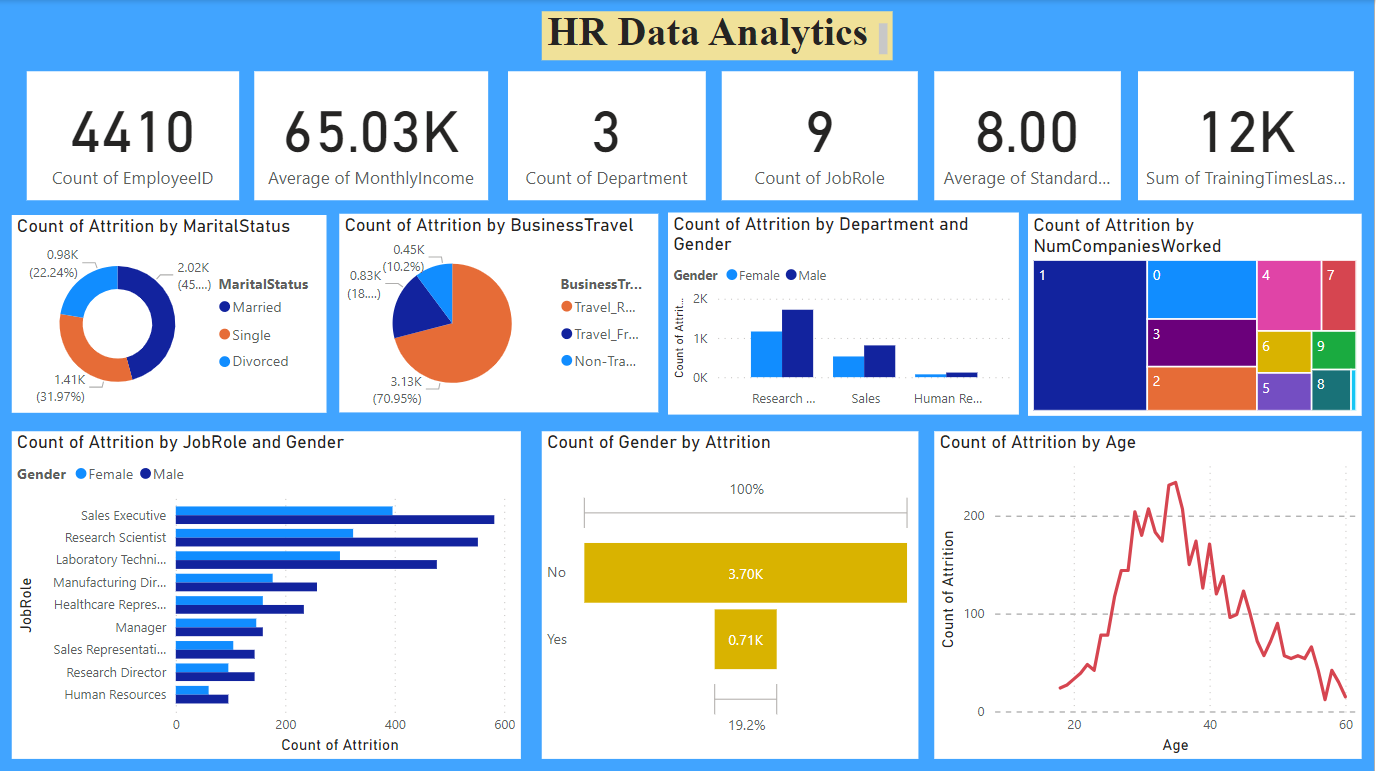 HR Data Analytics
4410
Count of EmployeeID
65.03K
Average of MonthlyIncome
3
Count of Department
9
Count of JobRole
8.00
Average of Standard...
12K
Sum of TrainingTimesLas...
Count of Attrition by MaritalStatus
0.98K
(22.24%)
2.02K
(45....)
1.41K
(31.97%)
MaritalStatus
Married
Single
Divorced
Count of Attrition by BusinessTravel
0.45K
(10.2%)
0.83K
(18....)
3.13K
(70.95%)
BusinessTr...
Travel_R...
Travel_Fr...
Non-Tra...
Count of Attrition by Department and
Gender
Gender Female Male
Count of Attrit...
2K
1K
0K
Research ... Sales Human Re...
Count of Attrition by
NumCompaniesWorked
1
0
3
2
4
7
6
9
5
8
Count of Attrition by JobRole and Gender
Gender Female Male
JobRole
Sales Executive
Research Scientist
Laboratory Techni...
Manufacturing Dir...
Healthcare Repres...
Manager
Sales Representati...
Research Director
Human Resources
0 200 400 600
Count of Attrition
Count of Gender by Attrition
100%
No 3.70K
Yes 0.71K
19.2%
Count of Attrition by Age
Count of Attrition
200
100
0
20 40 60
Age